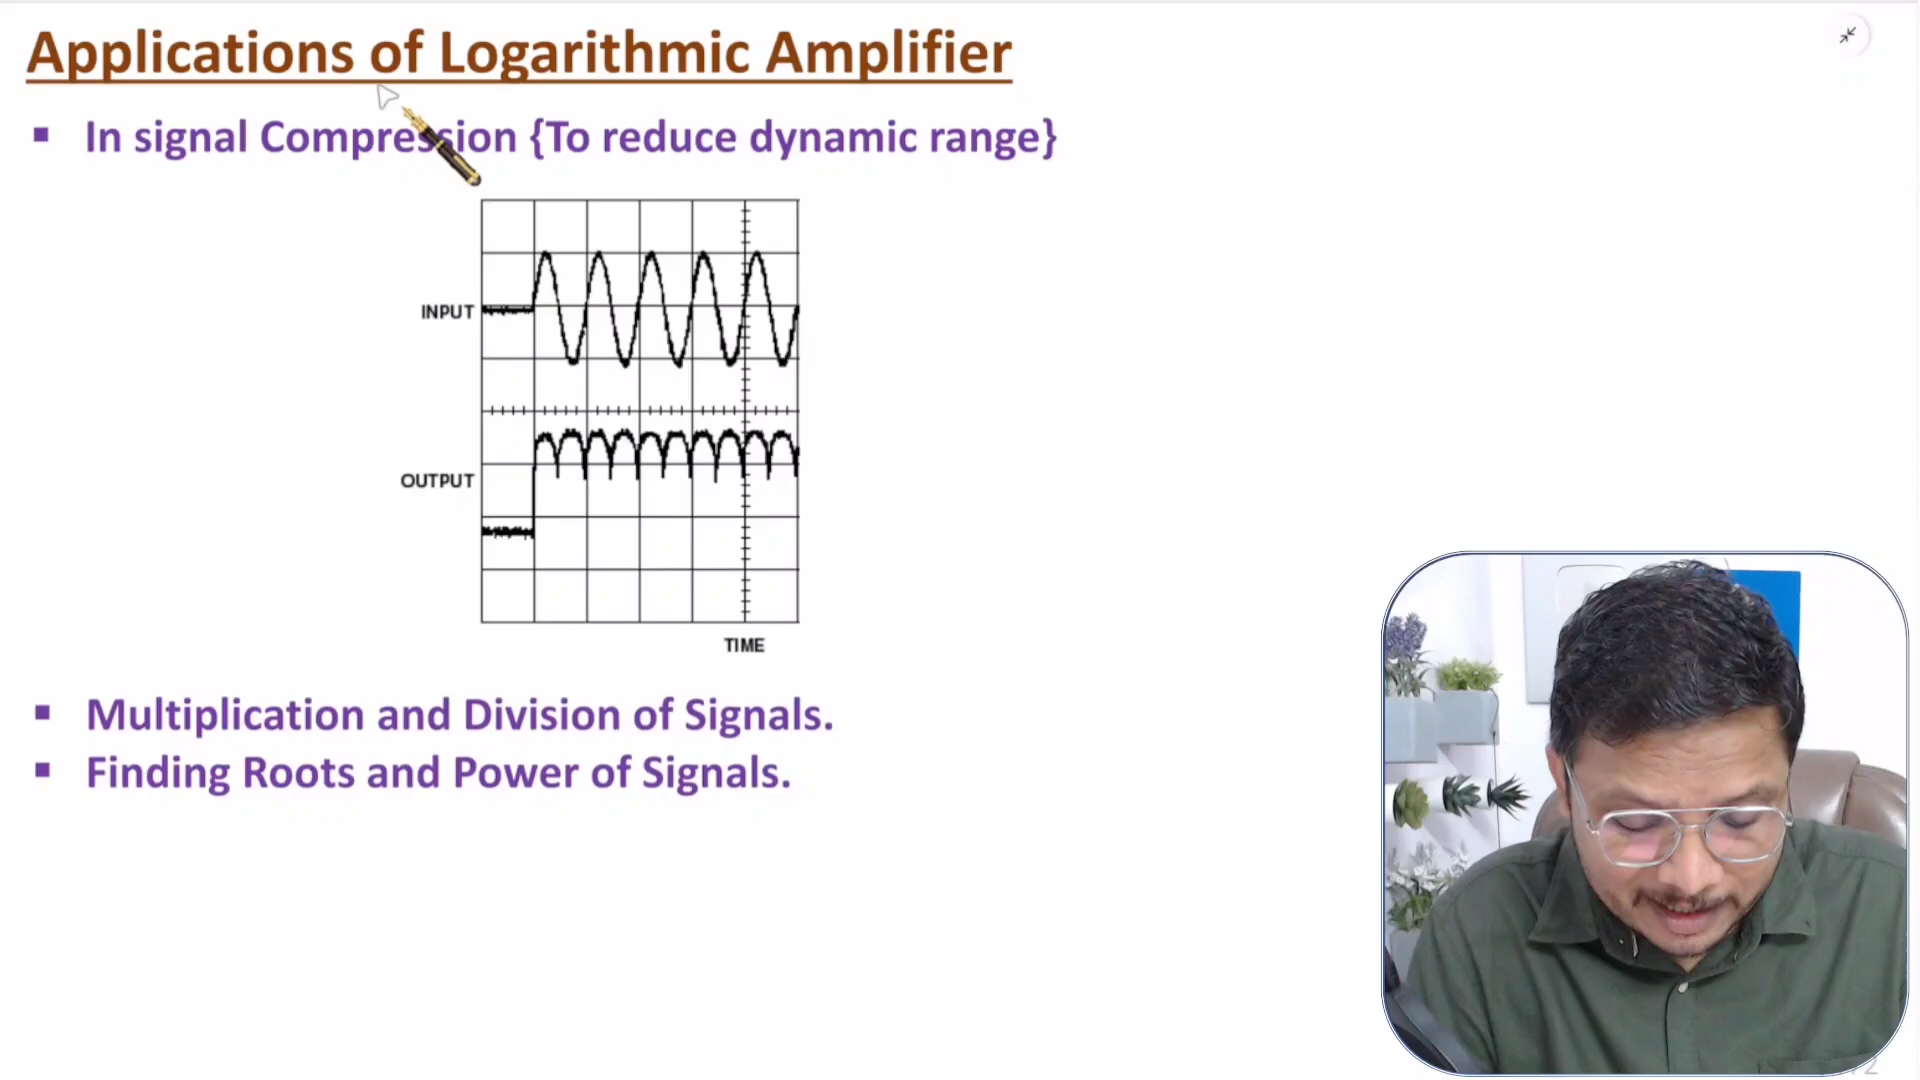 Applications of Logarithmic Amplifier
▪ In signal Compression {To reduce dynamic range}
INPUT
OUTPUT
TIME
▪ Multiplication and Division of Signals.
▪ Finding Roots and Power of Signals.